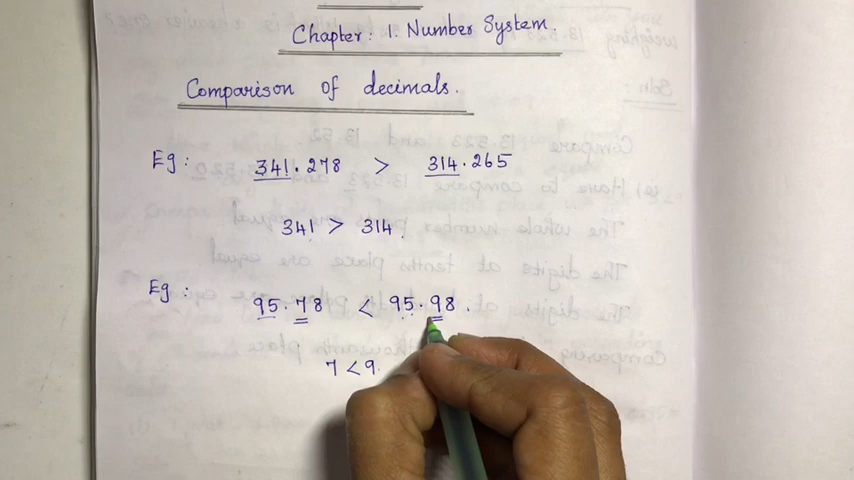 Chapter: 1. Number System.
Comparison of decimals.
Eg: 341.278 > 314.265
341 > 314.
Eg: 95.78 < 95.98.
7 < 9.